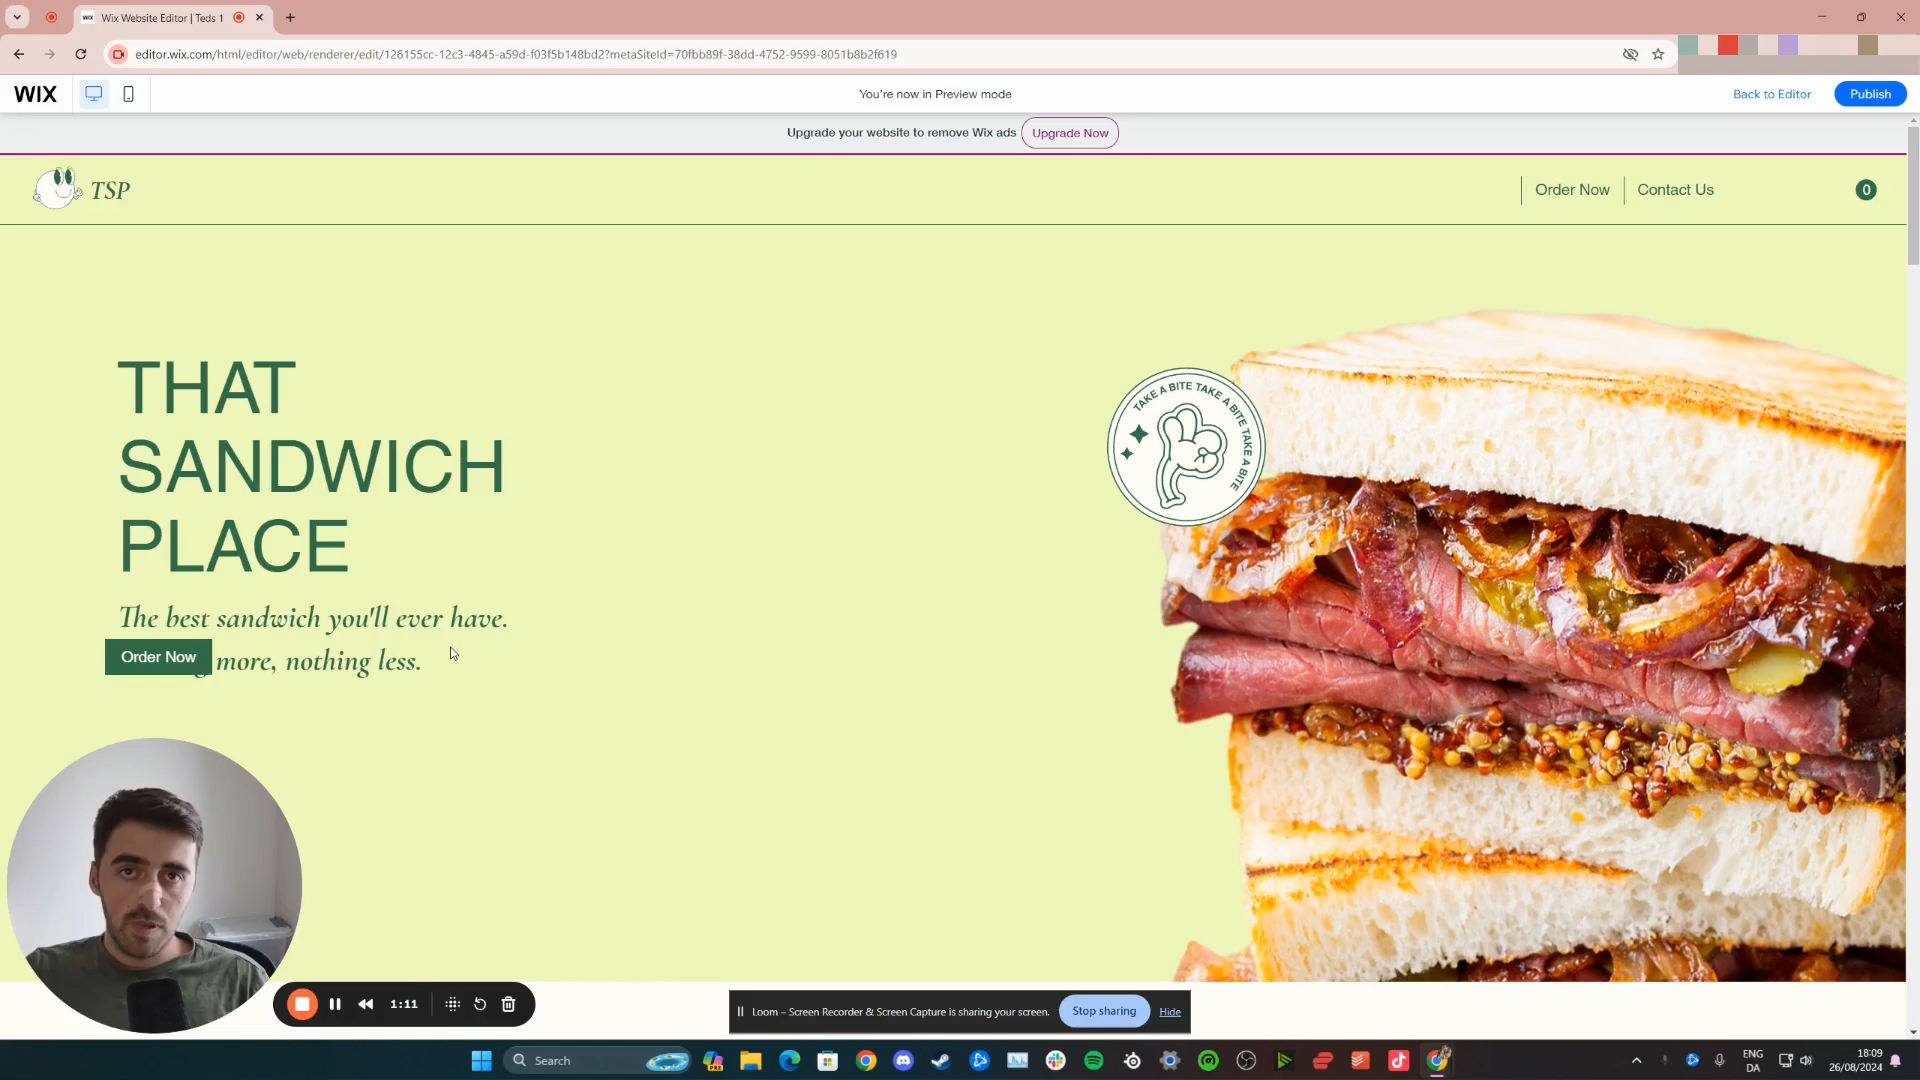 Wix Website Editor | Teds 1
editor.wix.com/html/editor/web/renderer/edit/126155cc-12c3-4845-a59d-f03f5b148bd2?metaSiteId=70fbb89f-38dd-4752-9599-8051b8b2f619
WIX
You're now in Preview mode
Back to Editor
Publish
Upgrade your website to remove Wix ads
Upgrade Now
TSP
Order Now
Contact Us
0
THAT
SANDWICH
PLACE
TAKE A BITE TAKE A BITE TAKE A BITE
The best sandwich you'll ever have.
Order Now
more, nothing less.
1:11
Loom – Screen Recorder & Screen Capture is sharing your screen.
Stop sharing
Hide
Search
ENG
DA
18:09
26/08/2024